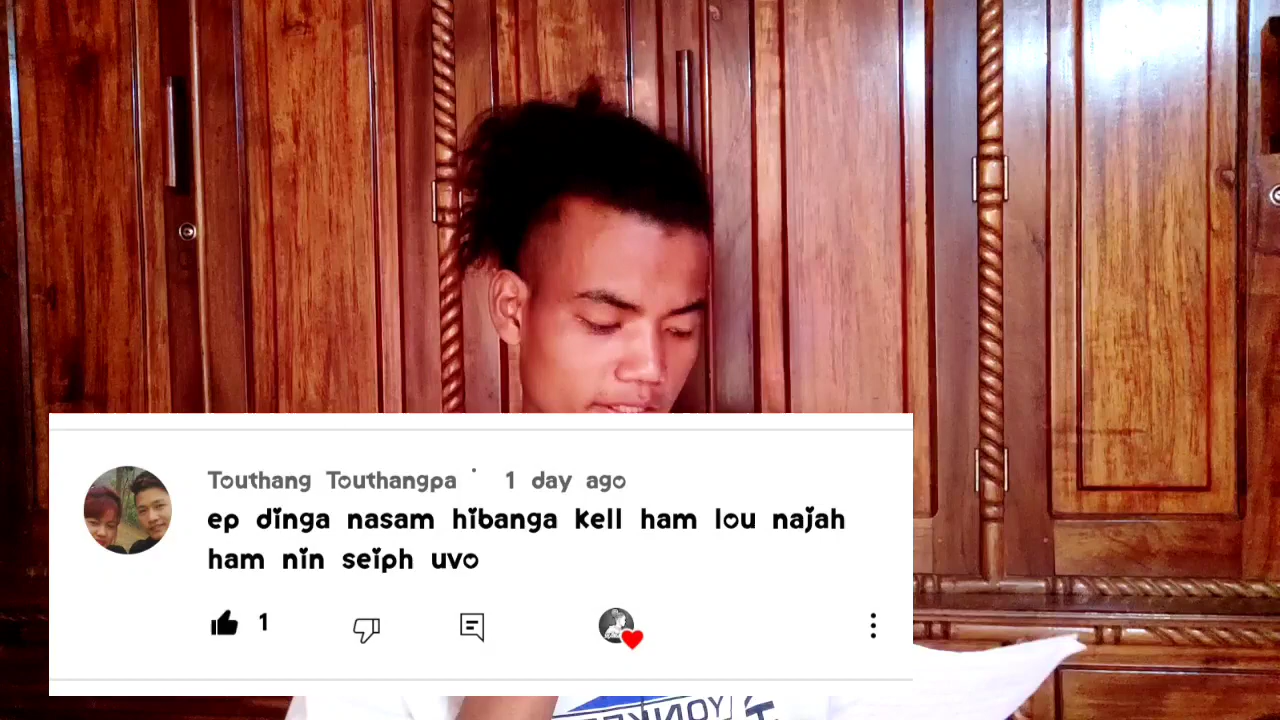 Touthang Touthangpa · 1 day ago
ep dinga nasam hibanga kell ham lou najah
ham nin seiph uvo
1